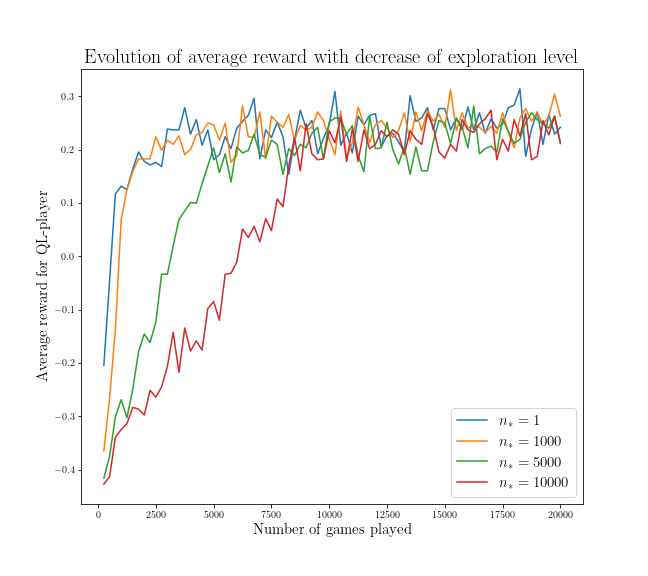 Evolution of average reward with decrease of exploration level
Average reward for QL-player
0.3
0.2
0.1
0.0
−0.1
−0.2
−0.3
−0.4
n* = 1
n* = 1000
n* = 5000
n* = 10000
0 2500 5000 7500 10000 12500 15000 17500 20000
Number of games played